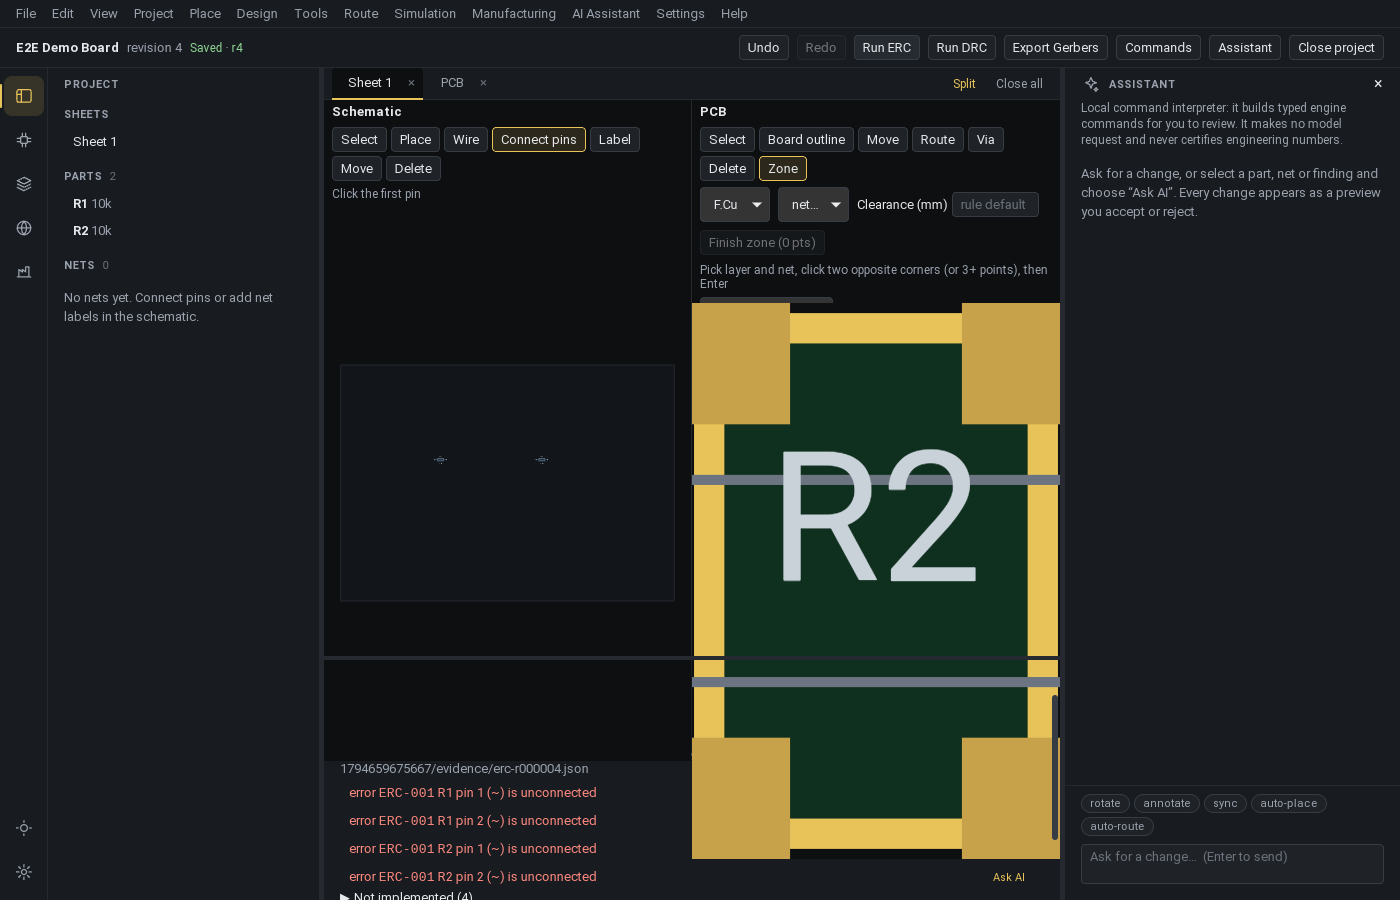 File Edit View Project Place Design Tools Route Simulation Manufacturing AI Assistant Settings Help
E2E Demo Board revision 4 Saved · r4 Undo Redo Run ERC Run DRC Export Gerbers Commands Assistant Close project
PROJECT
SHEETS
Sheet 1
PARTS 2
R1 10k
R2 10k
NETS 0
No nets yet. Connect pins or add net
labels in the schematic.
Sheet 1 × PCB × Split Close all
Schematic
Select Place Wire Connect pins Label
Move Delete
Click the first pin
PCB
Select Board outline Move Route Via
Delete Zone
F.Cu net... Clearance (mm) rule default
Finish zone (0 pts)
Pick layer and net, click two opposite corners (or 3+ points), then
Enter
R2
1794659675667/evidence/erc-r000004.json
error ERC-001 R1 pin 1 (~) is unconnected
error ERC-001 R1 pin 2 (~) is unconnected
error ERC-001 R2 pin 1 (~) is unconnected
error ERC-001 R2 pin 2 (~) is unconnected
Ask AI
▶ Not implemented (4)
ASSISTANT ×
Local command interpreter: it builds typed engine
commands for you to review. It makes no model
request and never certifies engineering numbers.
Ask for a change, or select a part, net or finding and
choose “Ask AI”. Every change appears as a preview
you accept or reject.
rotate annotate sync auto-place
auto-route
Ask for a change... (Enter to send)